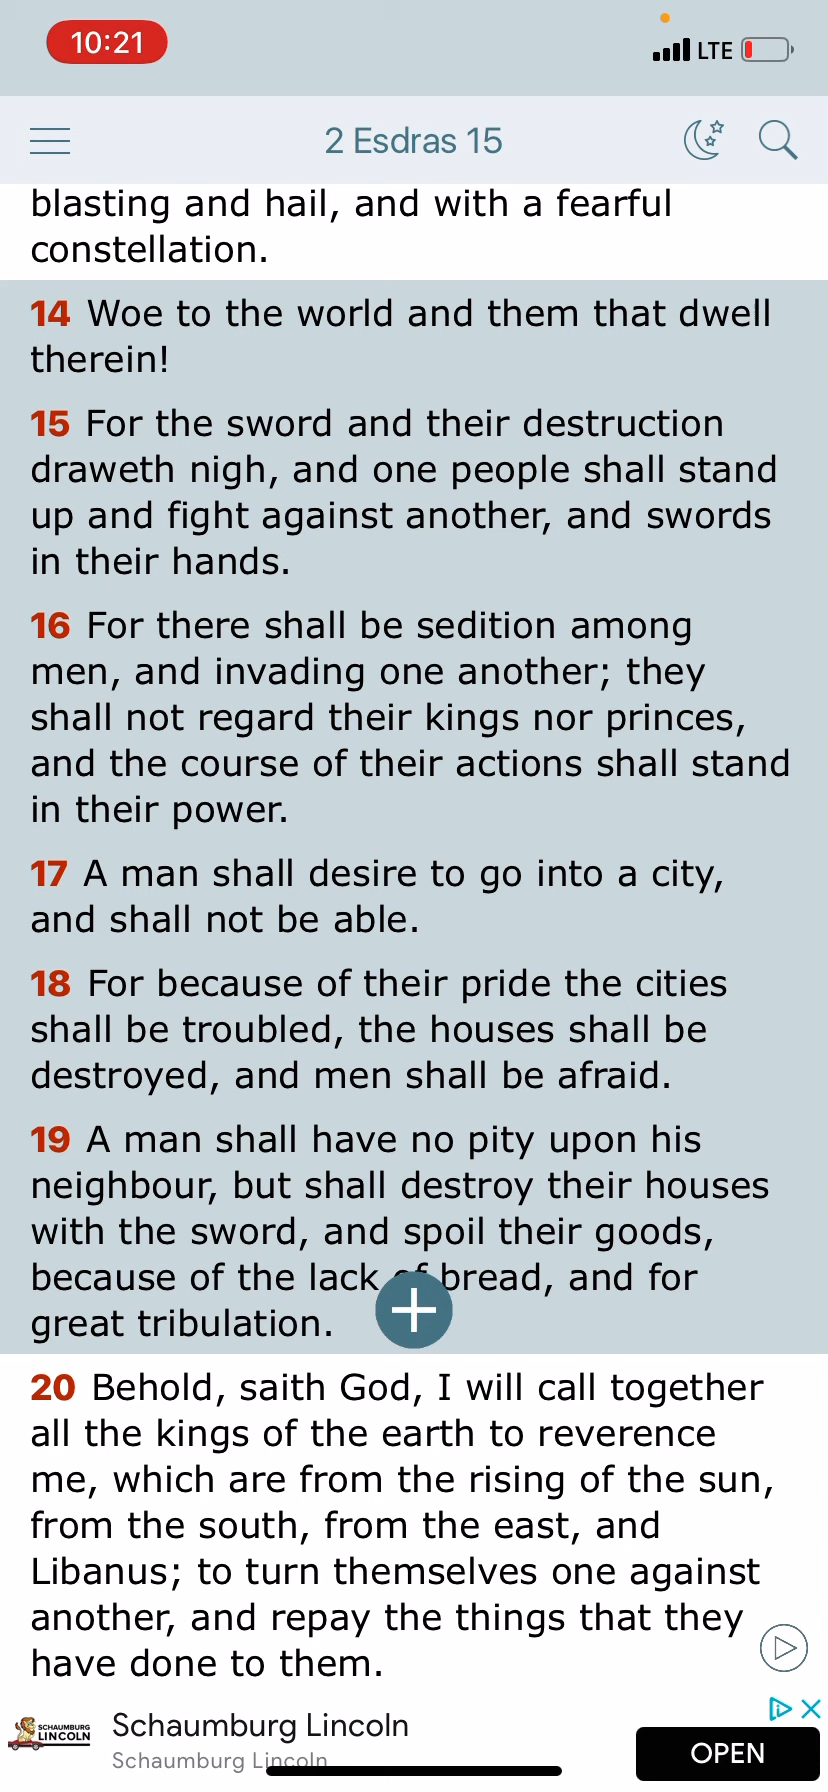 10:21
LTE
2 Esdras 15
blasting and hail, and with a fearful
constellation.
14 Woe to the world and them that dwell
therein!
15 For the sword and their destruction
draweth nigh, and one people shall stand
up and fight against another, and swords
in their hands.
16 For there shall be sedition among
men, and invading one another; they
shall not regard their kings nor princes,
and the course of their actions shall stand
in their power.
17 A man shall desire to go into a city,
and shall not be able.
18 For because of their pride the cities
shall be troubled, the houses shall be
destroyed, and men shall be afraid.
19 A man shall have no pity upon his
neighbour, but shall destroy their houses
with the sword, and spoil their goods,
because of the lack of bread, and for
great tribulation.
20 Behold, saith God, I will call together
all the kings of the earth to reverence
me, which are from the rising of the sun,
from the south, from the east, and
Libanus; to turn themselves one against
another, and repay the things that they
have done to them.
SCHAUMBURG
LINCOLN
Schaumburg Lincoln
Schaumburg Lincoln
OPEN